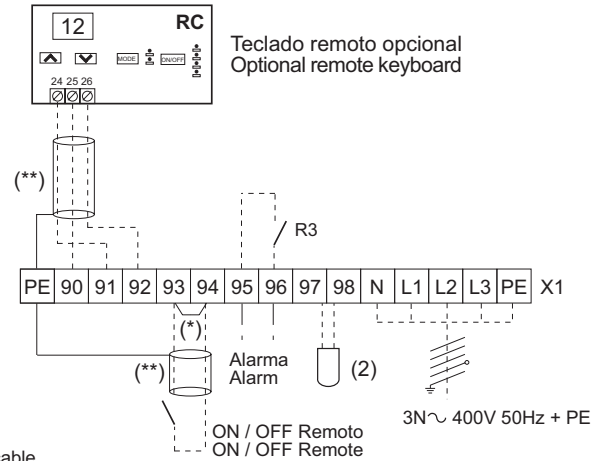 12 RC
MODE ON/OFF
24 25 26
Teclado remoto opcional
Optional remote keyboard
(**)
R3
PE 90 91 92 93 94 95 96 97 98 N L1 L2 L3 PE X1
(*)
(**)
Alarma
Alarm
(2)
3N~ 400V 50Hz + PE
ON / OFF Remoto
ON / OFF Remote
cable